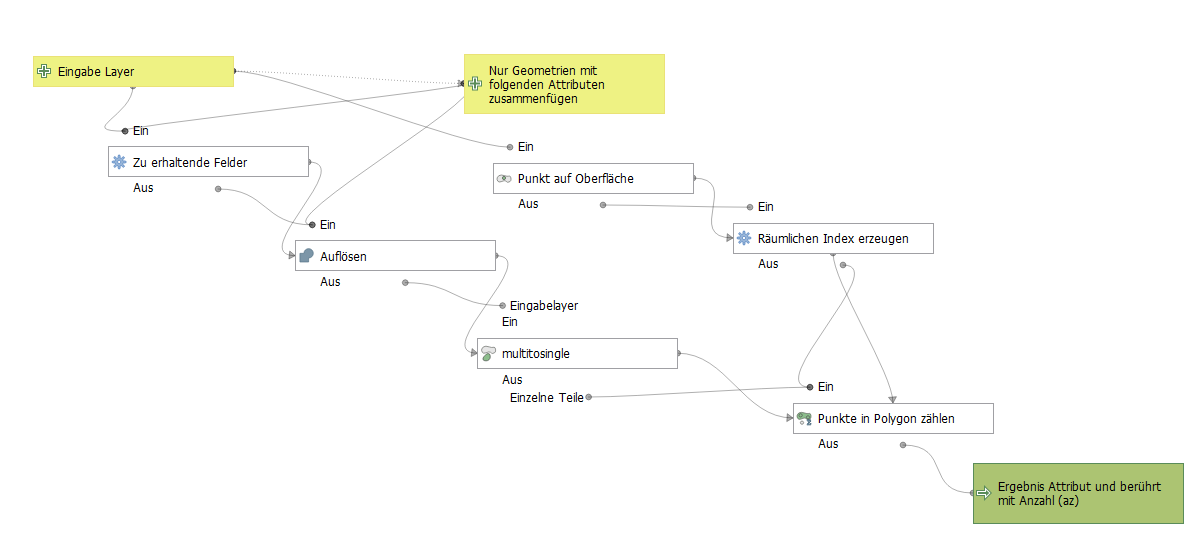 Eingabe Layer
Nur Geometrien mit
folgenden Attributen
zusammenfügen
Ein
Zu erhaltende Felder
Aus
Ein
Punkt auf Oberfläche
Aus
Ein
Räumlichen Index erzeugen
Aus
Ein
Auflösen
Aus
Eingabelayer
Ein
multitosingle
Aus
Einzelne Teile
Ein
Punkte in Polygon zählen
Aus
Ergebnis Attribut und berührt
mit Anzahl (az)